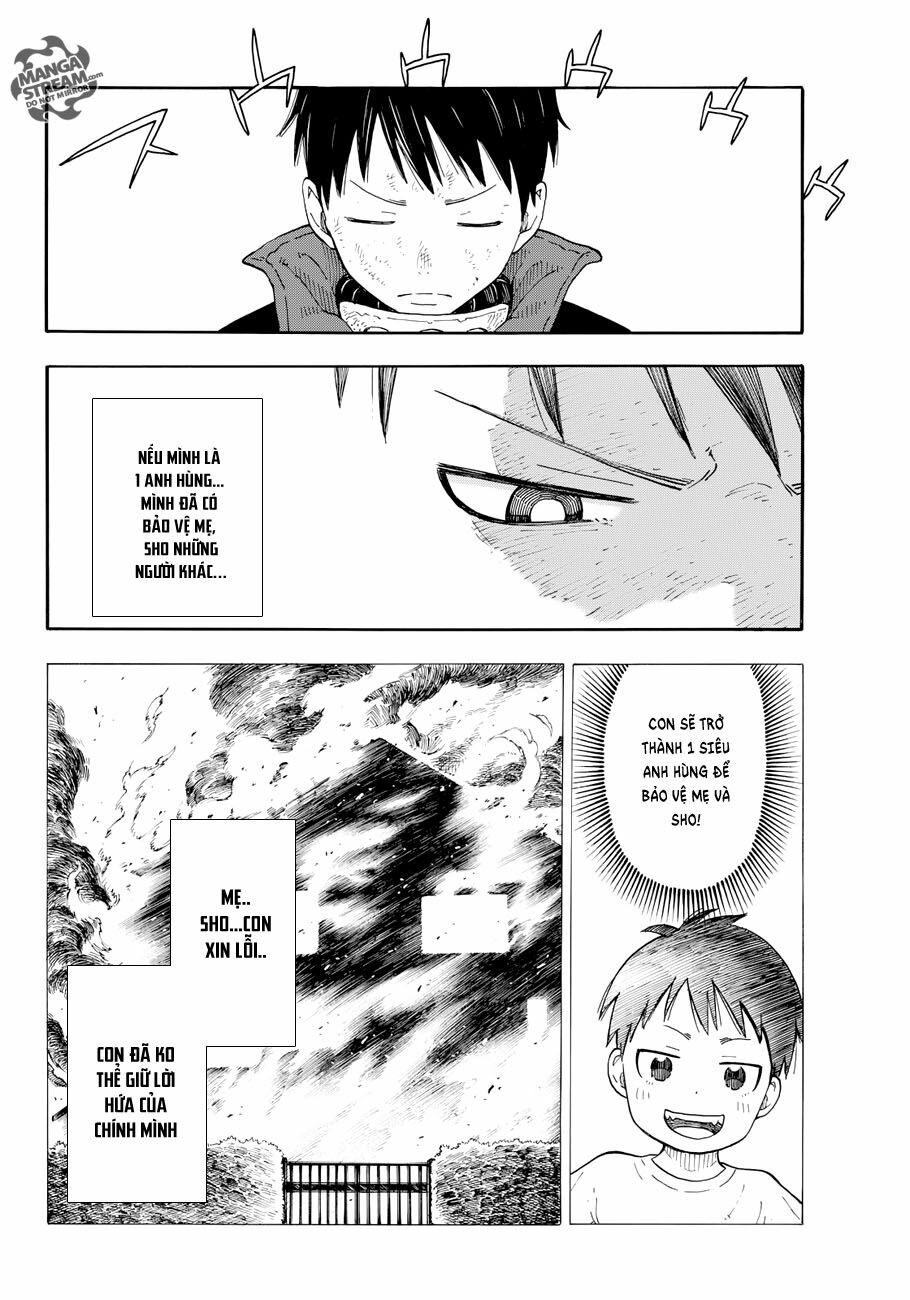 MANGA
STREAM.com
DO NOT MIRROR
NẾU MÌNH LÀ
1 ANH HÙNG...
MÌNH ĐÃ CÓ
BẢO VỆ MẸ,
SHO NHỮNG
NGƯỜI KHÁC...
CON SẼ TRỞ
THÀNH 1 SIÊU
ANH HÙNG ĐỂ
BẢO VỆ MẸ VÀ
SHO!
MẸ..
SHO...CON
XIN LỖI..
CON ĐÃ KO
THỂ GIỮ LỜI
HỨA CỦA
CHÍNH MÌNH